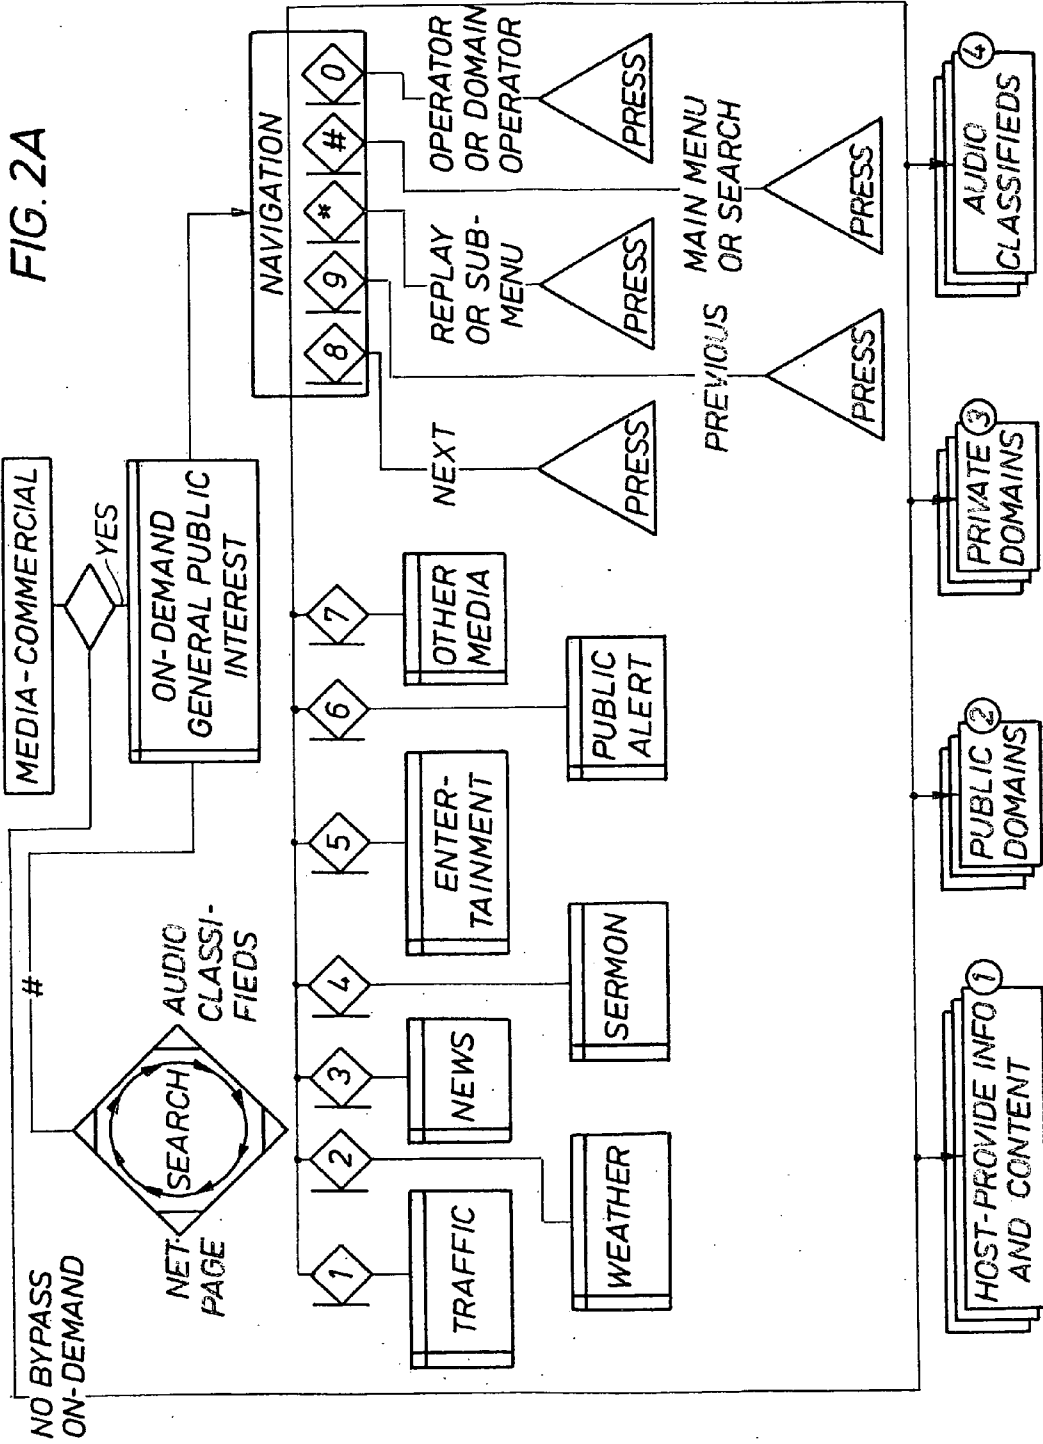 FIG. 2A
MEDIA-COMMERCIAL
YES
NO BYPASS
ON-DEMAND
#
ON-DEMAND
GENERAL PUBLIC
INTEREST
NET-
PAGE
SEARCH
AUDIO
CLASSI-
FIEDS
NAVIGATION
8
9
*
#
0
1
2
3
4
5
6
7
TRAFFIC
WEATHER
NEWS
SERMON
ENTER-
TAINMENT
PUBLIC
ALERT
OTHER
MEDIA
NEXT
PRESS
PREVIOUS
PRESS
REPLAY
OR SUB-
MENU
PRESS
MAIN MENU
OR SEARCH
PRESS
OPERATOR
OR DOMAIN
OPERATOR
PRESS
HOST-PROVIDE INFO
AND CONTENT
1
PUBLIC
DOMAINS
2
PRIVATE
DOMAINS
3
AUDIO
CLASSIFIEDS
4